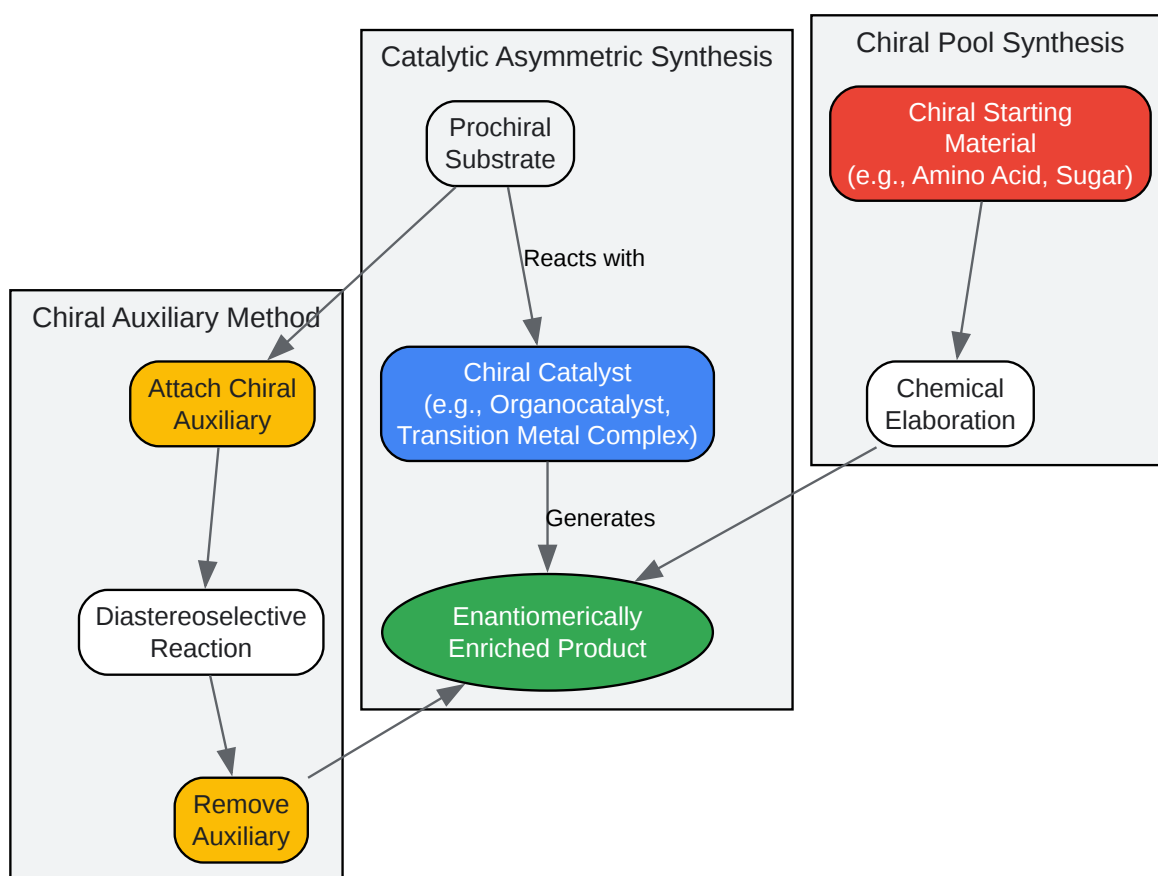 Chiral Pool Synthesis
Catalytic Asymmetric Synthesis
Chiral Starting
Material
(e.g., Amino Acid, Sugar)
Prochiral
Substrate
Reacts with
Chiral Auxiliary Method
Attach Chiral
Auxiliary
Chiral Catalyst
(e.g., Organocatalyst,
Transition Metal Complex)
Chemical
Elaboration
Generates
Diastereoselective
Reaction
Enantiomerically
Enriched Product
Remove
Auxiliary